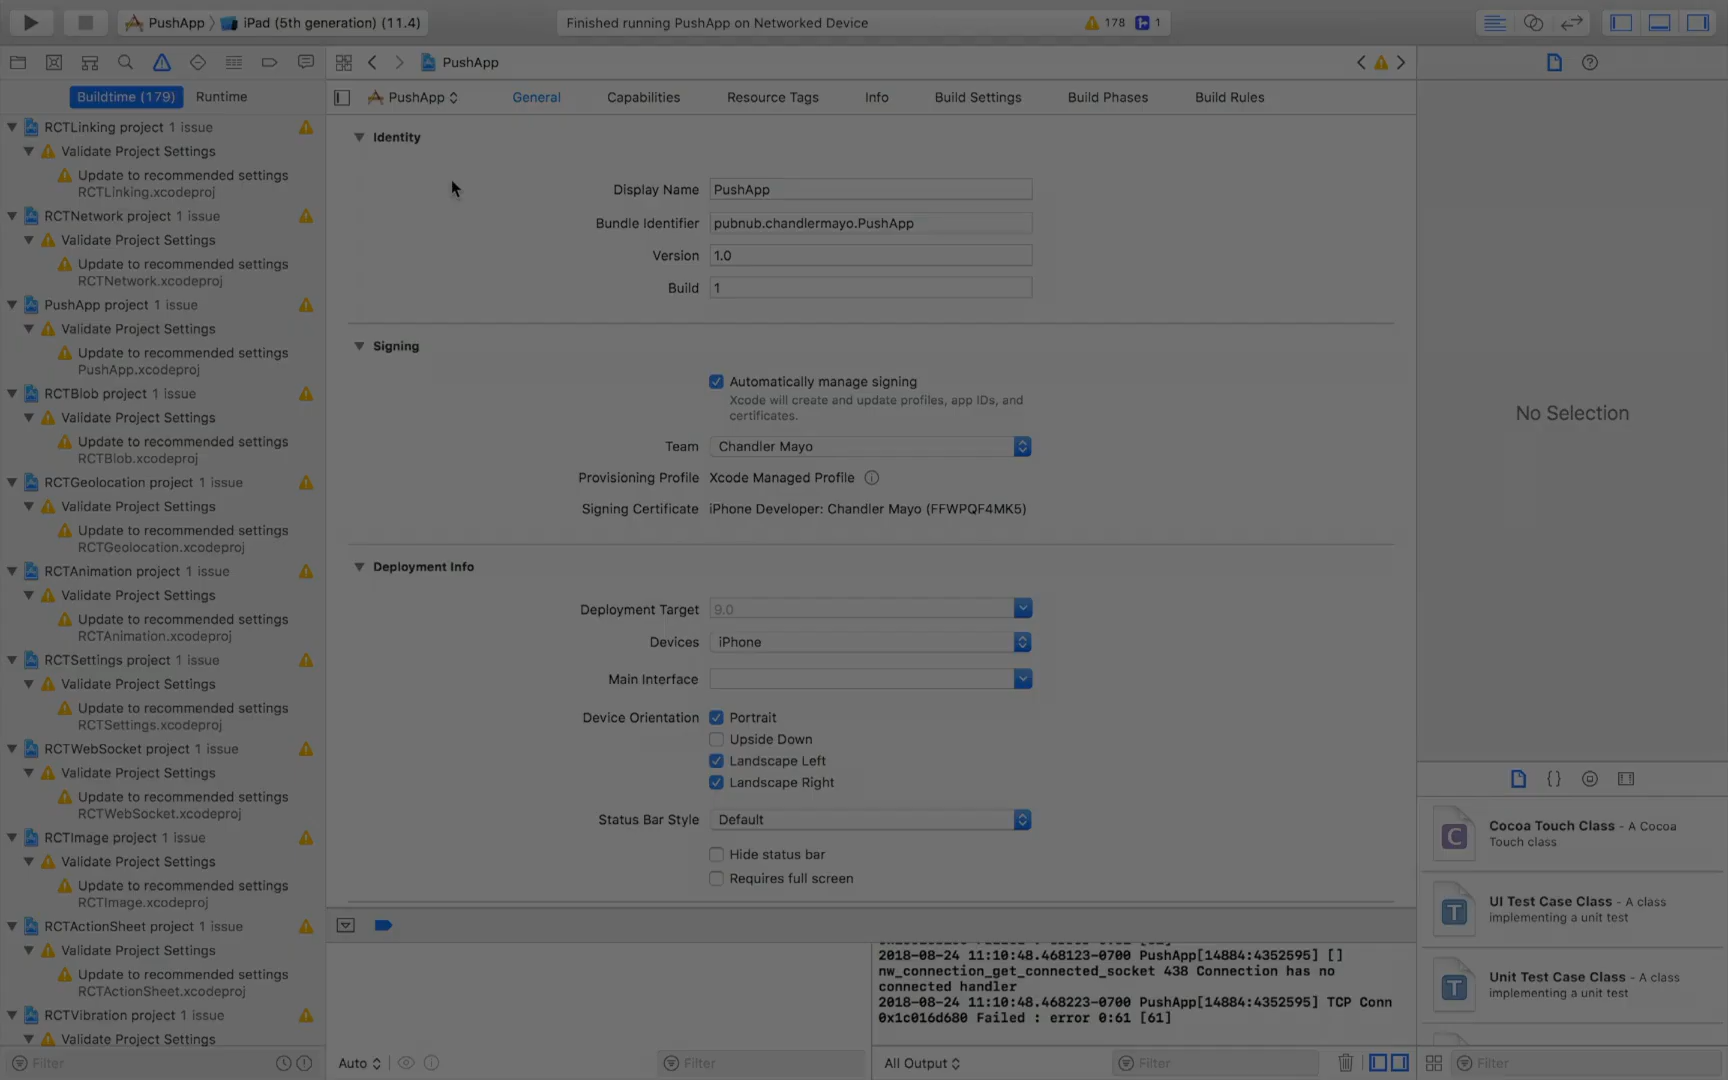 PushApp iPad (5th generation) (11.4)
Finished running PushApp on Networked Device
178 1
PushApp
Buildtime (179) Runtime
PushApp General Capabilities Resource Tags Info Build Settings Build Phases Build Rules
RCTLinking project 1 issue
Validate Project Settings
Update to recommended settings
RCTLinking.xcodeproj
RCTNetwork project 1 issue
Validate Project Settings
Update to recommended settings
RCTNetwork.xcodeproj
PushApp project 1 issue
Validate Project Settings
Update to recommended settings
PushApp.xcodeproj
RCTBlob project 1 issue
Validate Project Settings
Update to recommended settings
RCTBlob.xcodeproj
RCTGeolocation project 1 issue
Validate Project Settings
Update to recommended settings
RCTGeolocation.xcodeproj
RCTAnimation project 1 issue
Validate Project Settings
Update to recommended settings
RCTAnimation.xcodeproj
RCTSettings project 1 issue
Validate Project Settings
Update to recommended settings
RCTSettings.xcodeproj
RCTWebSocket project 1 issue
Validate Project Settings
Update to recommended settings
RCTWebSocket.xcodeproj
RCTImage project 1 issue
Validate Project Settings
Update to recommended settings
RCTImage.xcodeproj
RCTActionSheet project 1 issue
Validate Project Settings
Update to recommended settings
RCTActionSheet.xcodeproj
RCTVibration project 1 issue
Validate Project Settings
Filter
Identity
Display Name PushApp
Bundle Identifier pubnub.chandlermayo.PushApp
Version 1.0
Build 1
Signing
Automatically manage signing
Xcode will create and update profiles, app IDs, and
certificates.
Team Chandler Mayo
Provisioning Profile Xcode Managed Profile
Signing Certificate iPhone Developer: Chandler Mayo (FFWPQF4MK5)
Deployment Info
Deployment Target 9.0
Devices iPhone
Main Interface
Device Orientation Portrait
Upside Down
Landscape Left
Landscape Right
Status Bar Style Default
Hide status bar
Requires full screen
2018-08-24 11:10:48.468123-0700 PushApp[14884:4352595] []
nw_connection_get_connected_socket 438 Connection has no
connected handler
2018-08-24 11:10:48.468223-0700 PushApp[14884:4352595] TCP Conn
0x1c016d680 Failed : error 0:61 [61]
Auto Filter
All Output Filter
No Selection
Cocoa Touch Class - A Cocoa
Touch class
UI Test Case Class - A class
implementing a unit test
Unit Test Case Class - A class
implementing a unit test
Filter